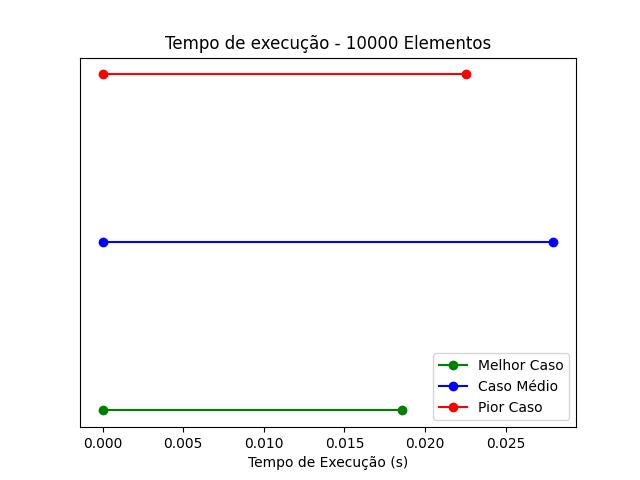 Tempo de execução - 10000 Elementos
Melhor Caso
Caso Médio
Pior Caso
0.000 0.005 0.010 0.015 0.020 0.025
Tempo de Execução (s)